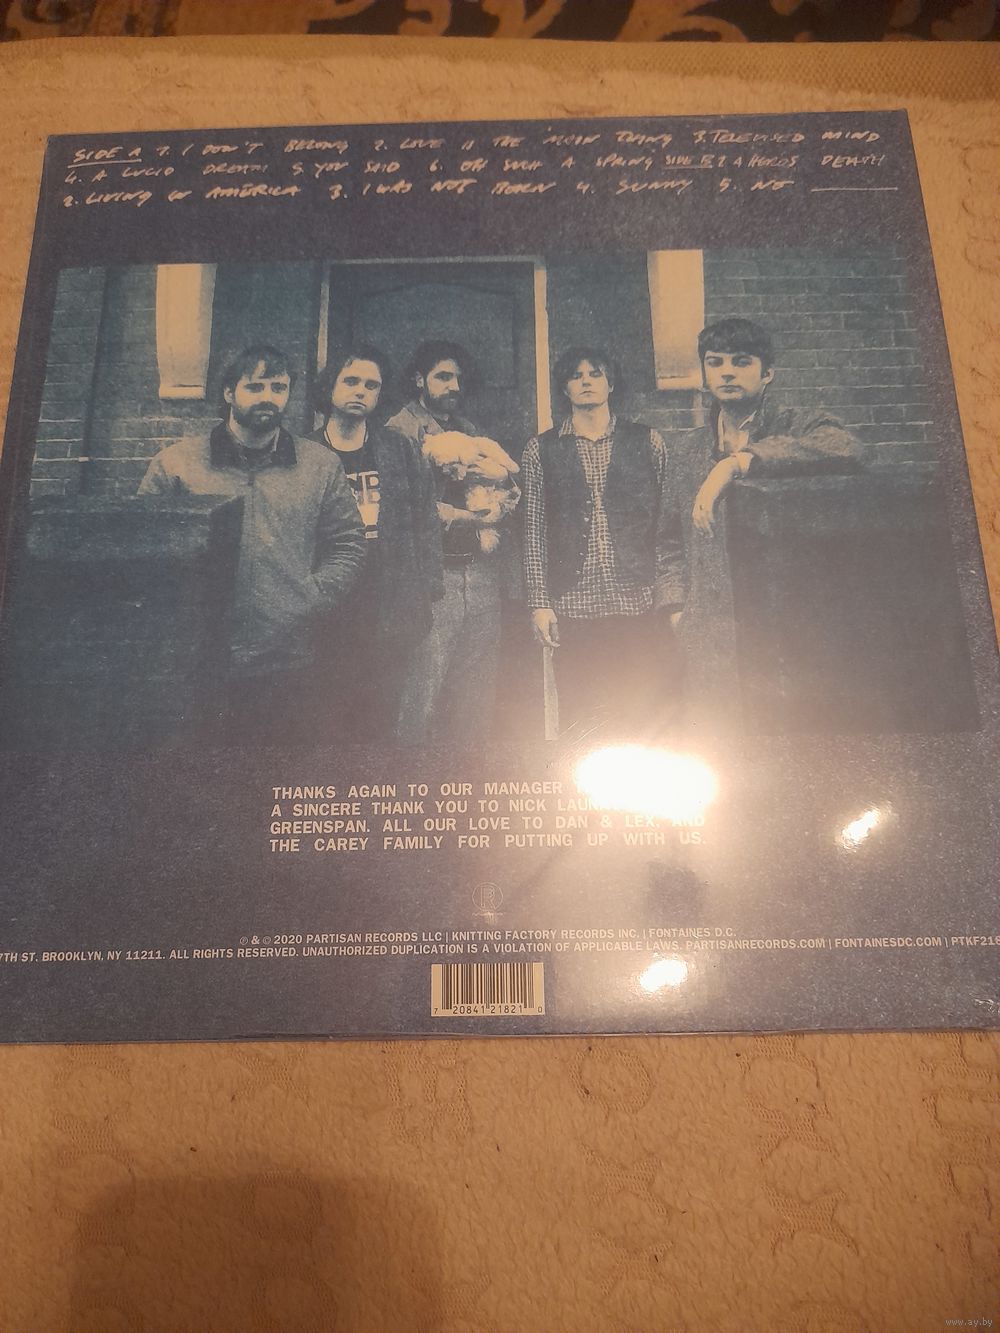 SIDE A 1. I DON'T BELONG 2. LOVE IS THE MAIN THING 3. TELEVISED MIND
4. A LUCID DREAM 5. YOU SAID 6. OH SUCH A SPRING SIDE B 1 A HERO'S DEATH
2. LIVING IN AMERICA 3. I WAS NOT BORN 4. SUNNY 5. NO
THANKS AGAIN TO OUR MANAGER
A SINCERE THANK YOU TO NICK
GREENSPAN. ALL OUR LOVE TO DAN & LEX. AND
THE CAREY FAMILY FOR PUTTING UP WITH US.
℗ & © 2020 PARTISAN RECORDS LLC | KNITTING FACTORY RECORDS INC. | FONTAINES D.C.
7TH ST. BROOKLYN, NY 11211. ALL RIGHTS RESERVED. UNAUTHORIZED DUPLICATION IS A VIOLATION OF APPLICABLE LAWS. PARTISANRECORDS.COM | FONTAINESDC.COM | PTKF218
7 20841 21821 0
www.ay.by